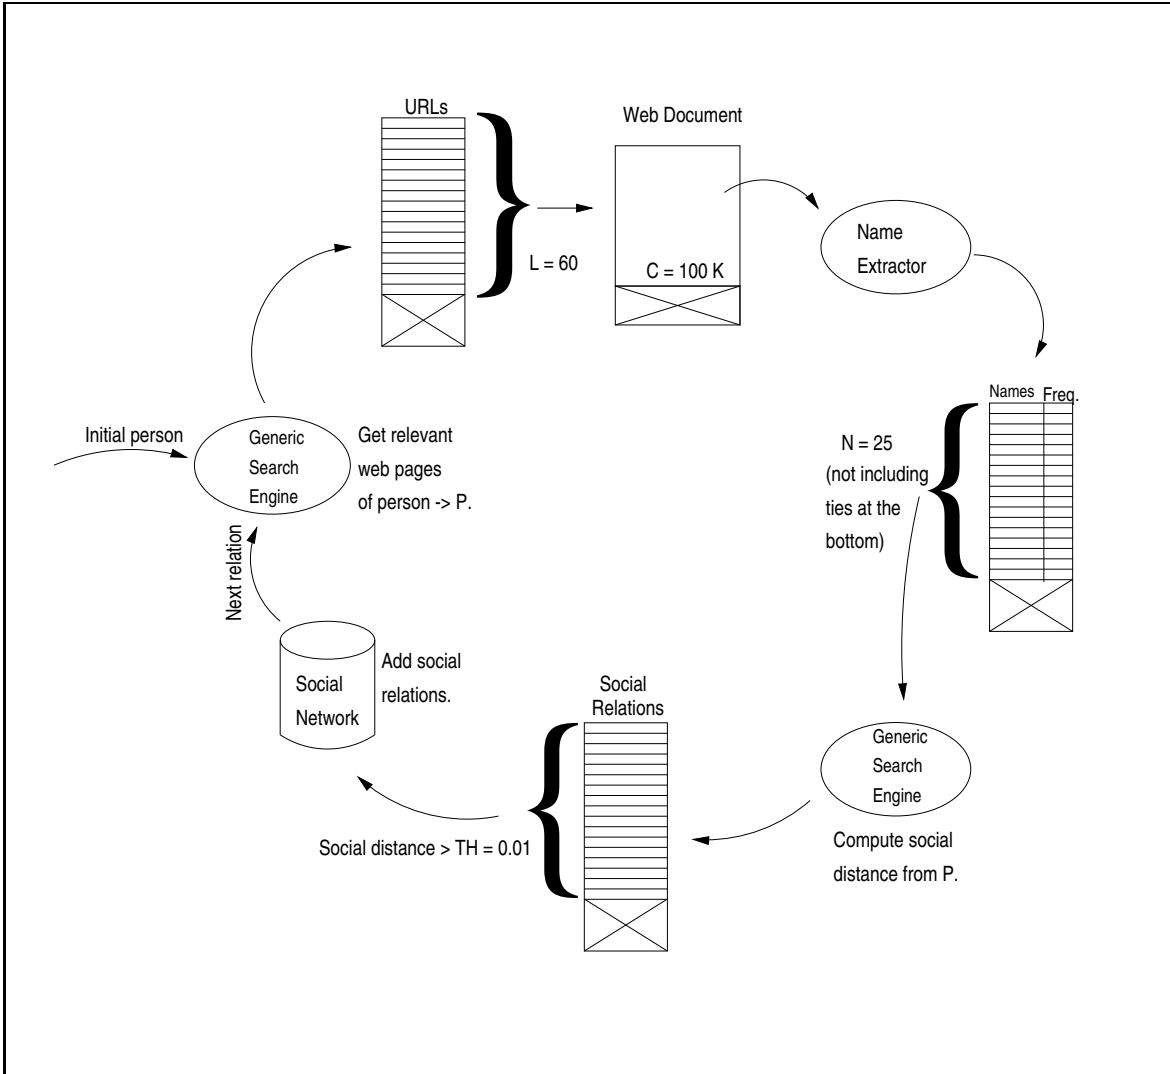 URLs
Web Document
L = 60
C = 100 K
Name
Extractor
Names Freq.
N = 25
(not including
ties at the
bottom)
Initial person
Generic
Search
Engine
Get relevant
web pages
of person -> P.
Next relation
Social
Network
Add social
relations.
Social
Relations
Social distance > TH = 0.01
Generic
Search
Engine
Compute social
distance from P.